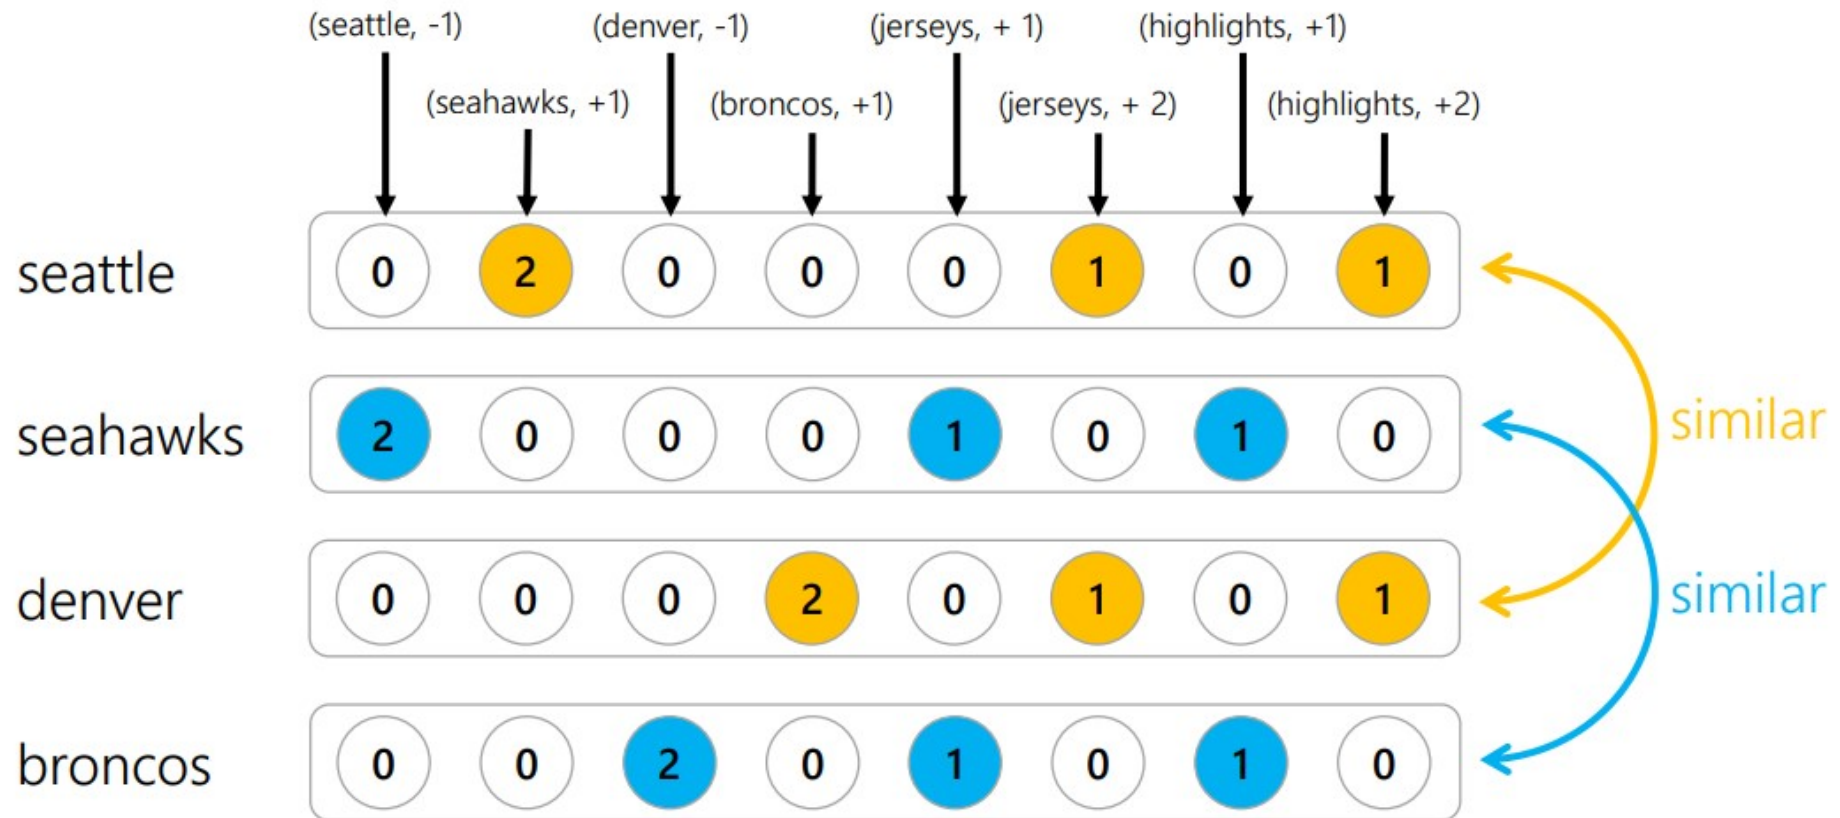 (seattle, -1) (denver, -1) (jerseys, + 1) (highlights, +1)
(seahawks, +1) (broncos, +1) (jerseys, + 2) (highlights, +2)
seattle 0 2 0 0 0 1 0 1
seahawks 2 0 0 0 1 0 1 0
similar
denver 0 0 0 2 0 1 0 1
similar
broncos 0 0 2 0 1 0 1 0